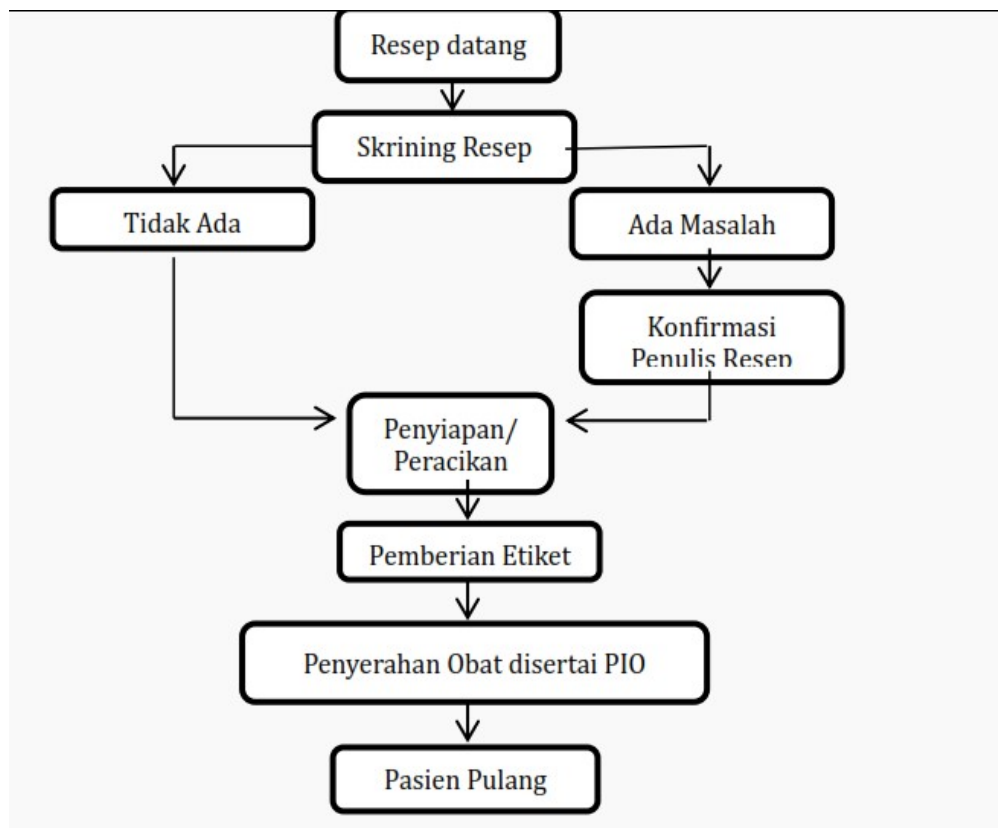 Resep datang
Skrining Resep
Tidak Ada
Ada Masalah
Konfirmasi
Penulis Resep
Penyiapan/
Peracikan
Pemberian Etiket
Penyerahan Obat disertai PIO
Pasien Pulang